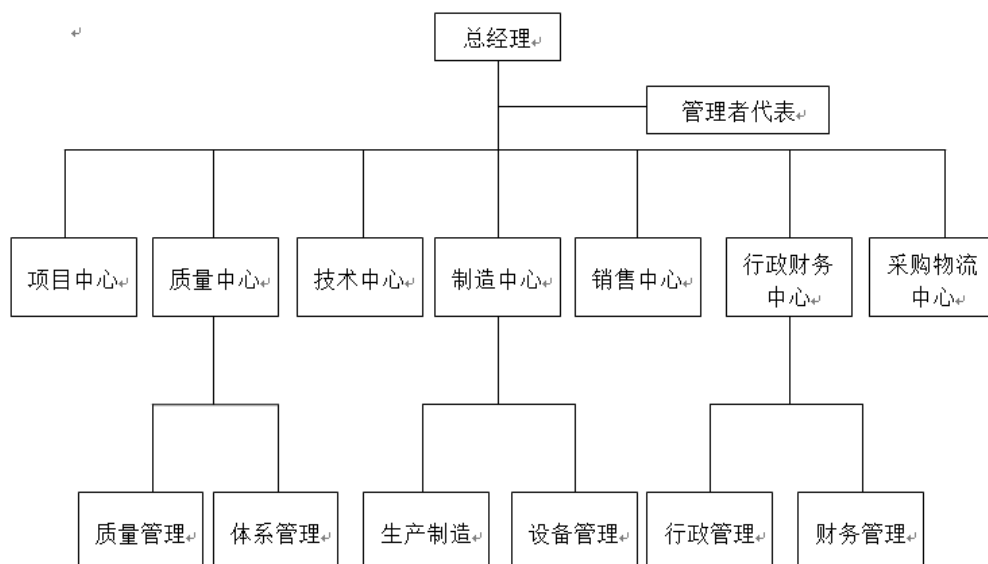 总经理
管理者代表
项目中心
质量中心
技术中心
制造中心
销售中心
行政财务
中心
采购物流
中心
质量管理
体系管理
生产制造
设备管理
行政管理
财务管理